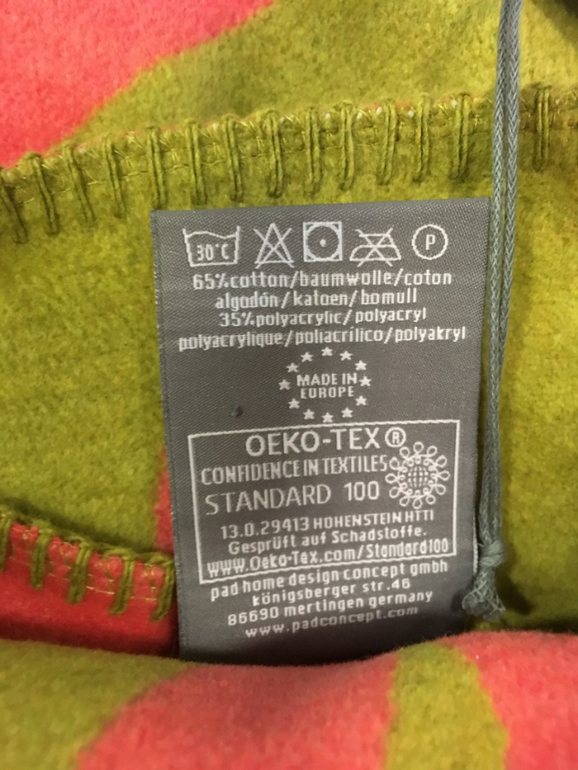 30°C P
65%cotton/baumwolle/coton
algodón/katoen/bomull
35%polyacrylic/polyacryl
polyacrylique/poliacrílico/polyakryl
MADE IN
EUROPE
OEKO-TEX®
CONFIDENCE IN TEXTILES
STANDARD 100
13.0.29413 HOHENSTEIN HTTI
Geprüft auf Schadstoffe.
www.Oeko-Tex.com/Standard100
pad home design concept gmbh
königsberger str.46
86690 mertingen germany
www.padconcept.com